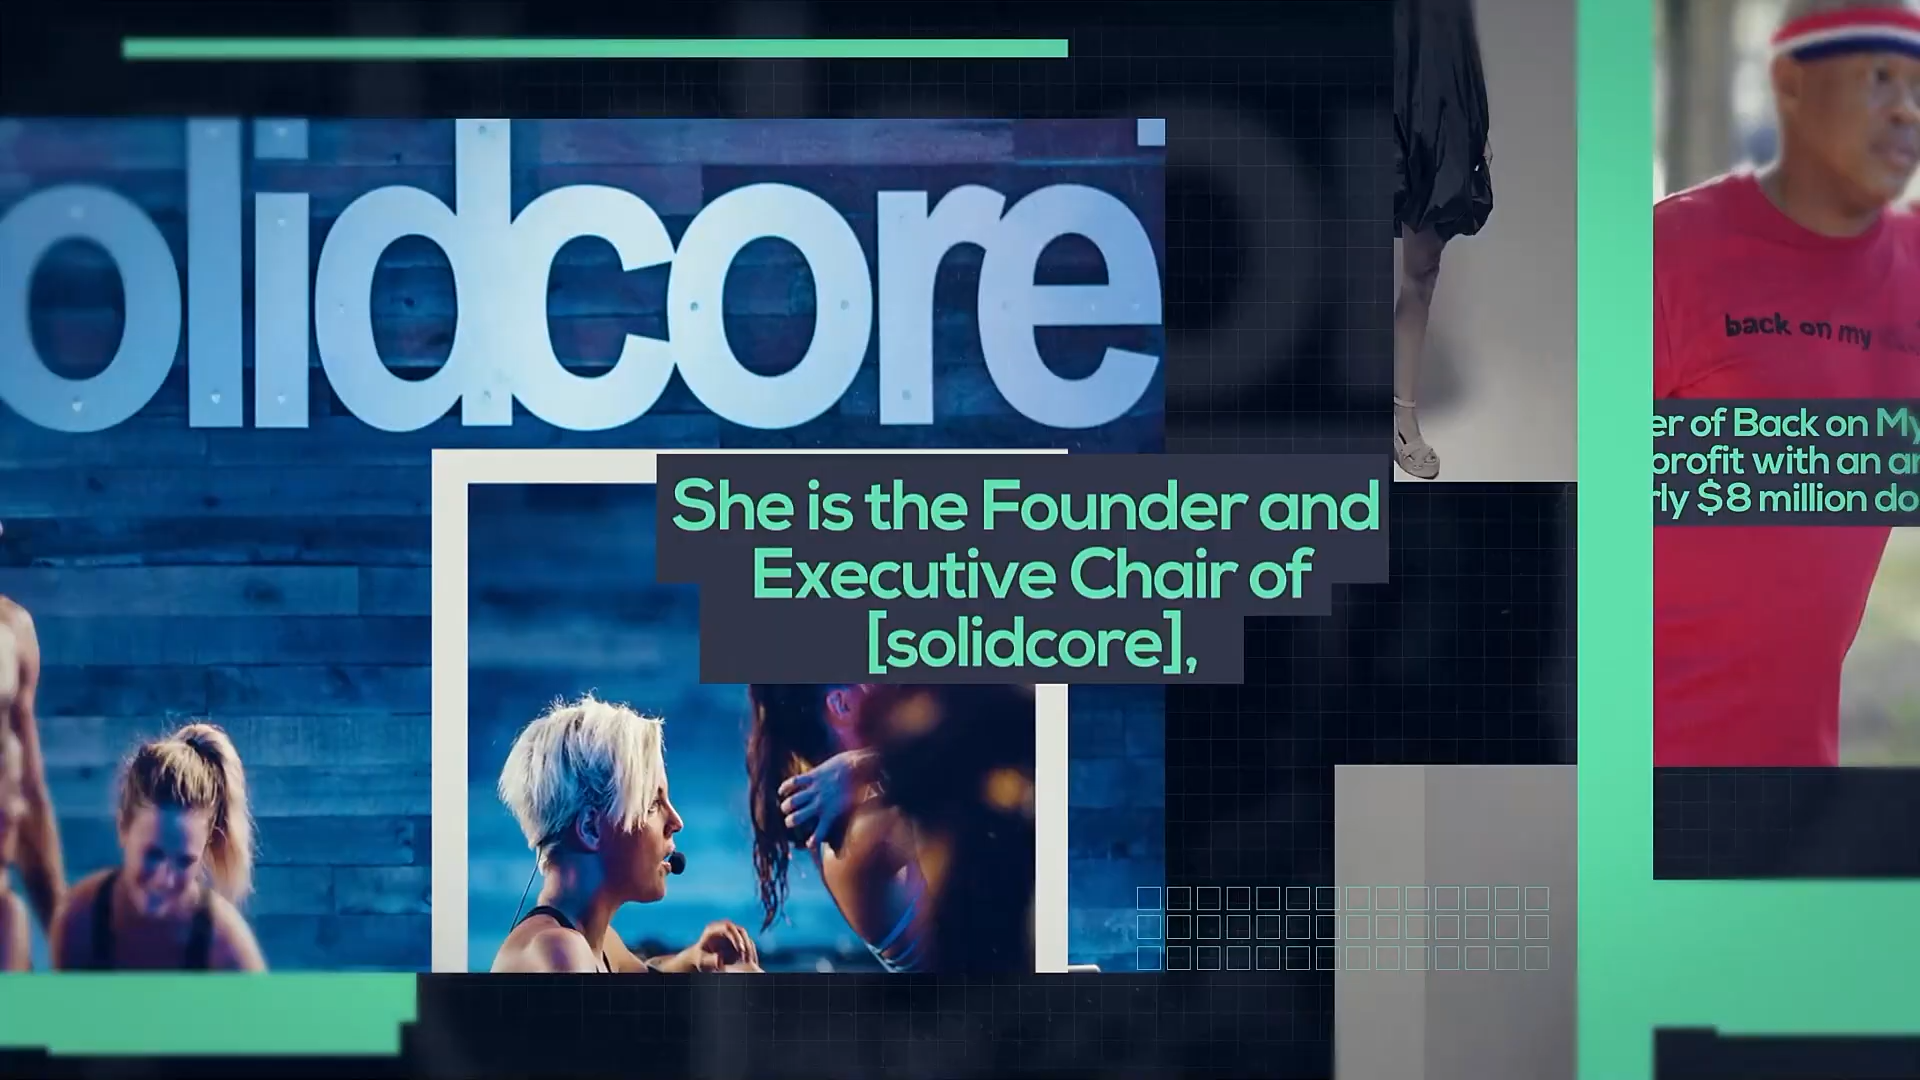 olidcore
She is the Founder and
Executive Chair of
[solidcore],
back on my
er of Back on My
profit with an an
rly $8 million do